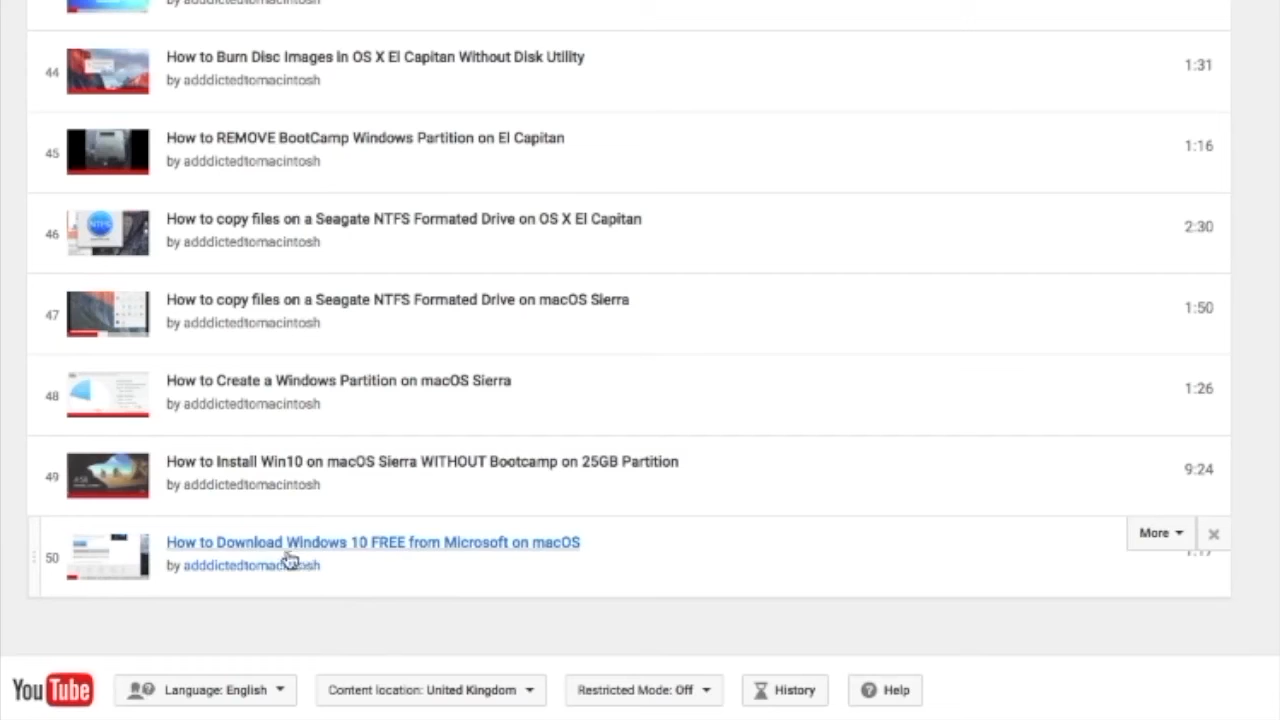 by adddictedtomacintosh
44
How to Burn Disc Images in OS X El Capitan Without Disk Utility
by adddictedtomacintosh
1:31
45
How to REMOVE BootCamp Windows Partition on El Capitan
by adddictedtomacintosh
1:16
46
How to copy files on a Seagate NTFS Formated Drive on OS X El Capitan
by adddictedtomacintosh
2:30
47
How to copy files on a Seagate NTFS Formated Drive on macOS Sierra
by adddictedtomacintosh
1:50
48
How to Create a Windows Partition on macOS Sierra
by adddictedtomacintosh
1:26
49
How to Install Win10 on macOS Sierra WITHOUT Bootcamp on 25GB Partition
by adddictedtomacintosh
9:24
50
How to Download Windows 10 FREE from Microsoft on macOS
by adddictedtomacintosh
More
YouTube
Language: English
Content location: United Kingdom
Restricted Mode: Off
History
Help